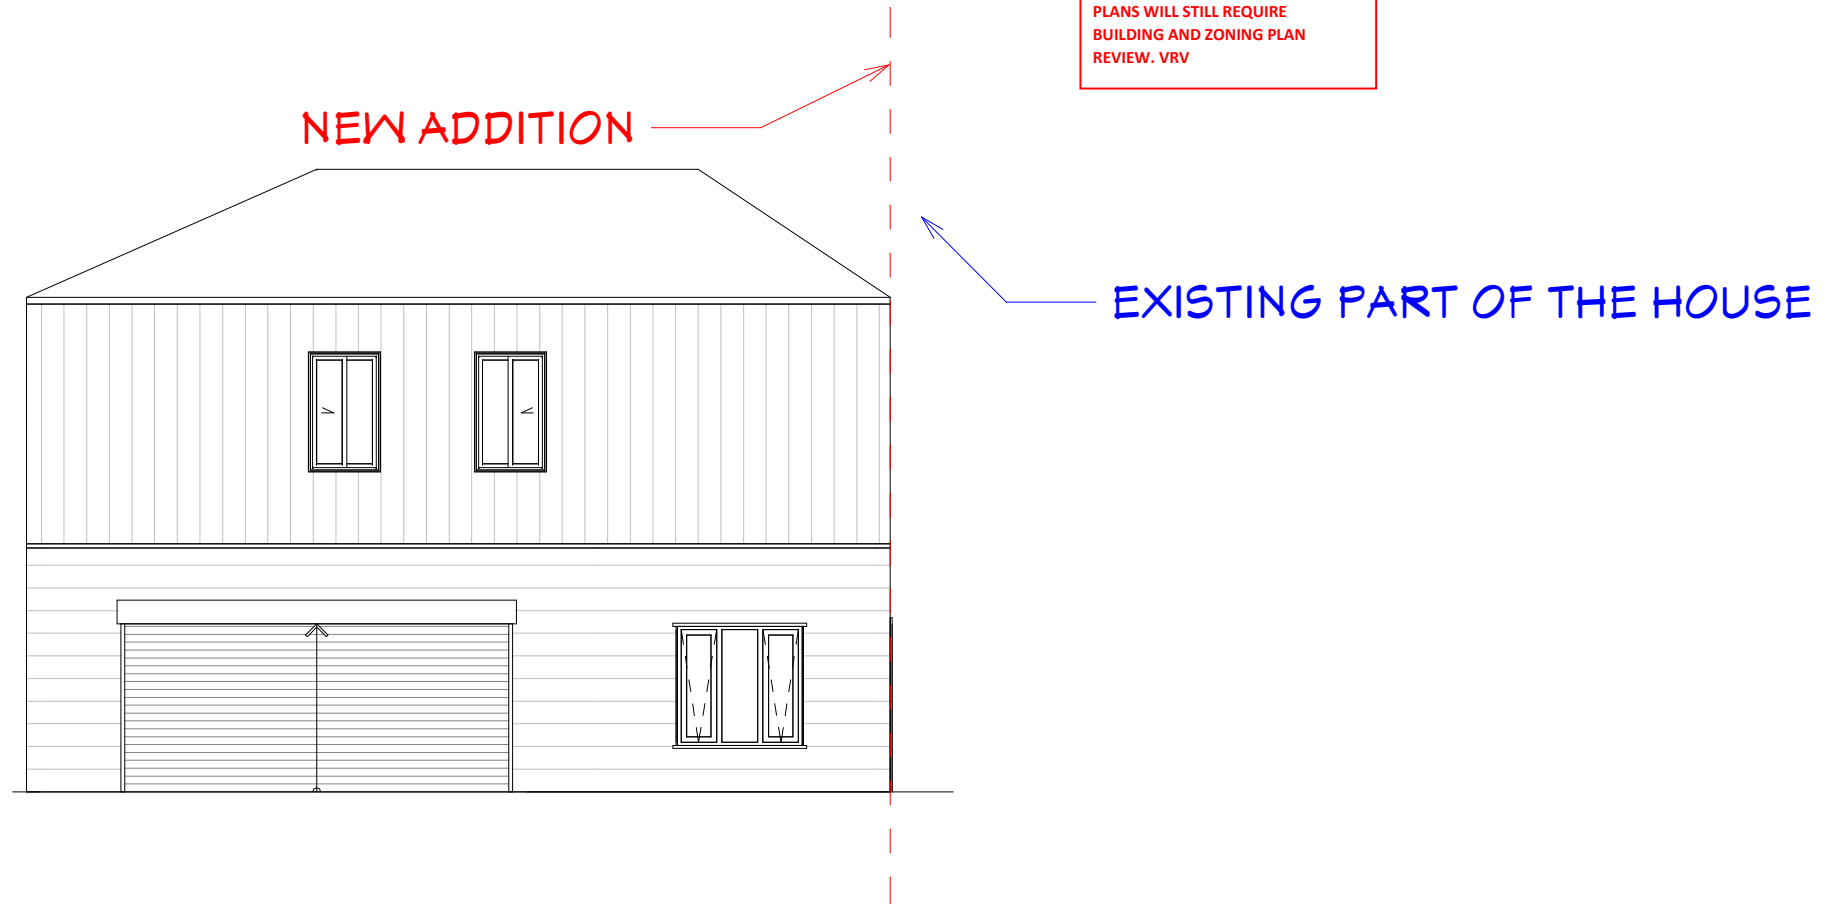 PLANS WILL STILL REQUIRE
BUILDING AND ZONING PLAN
REVIEW. VRV
NEW ADDITION
EXISTING PART OF THE HOUSE